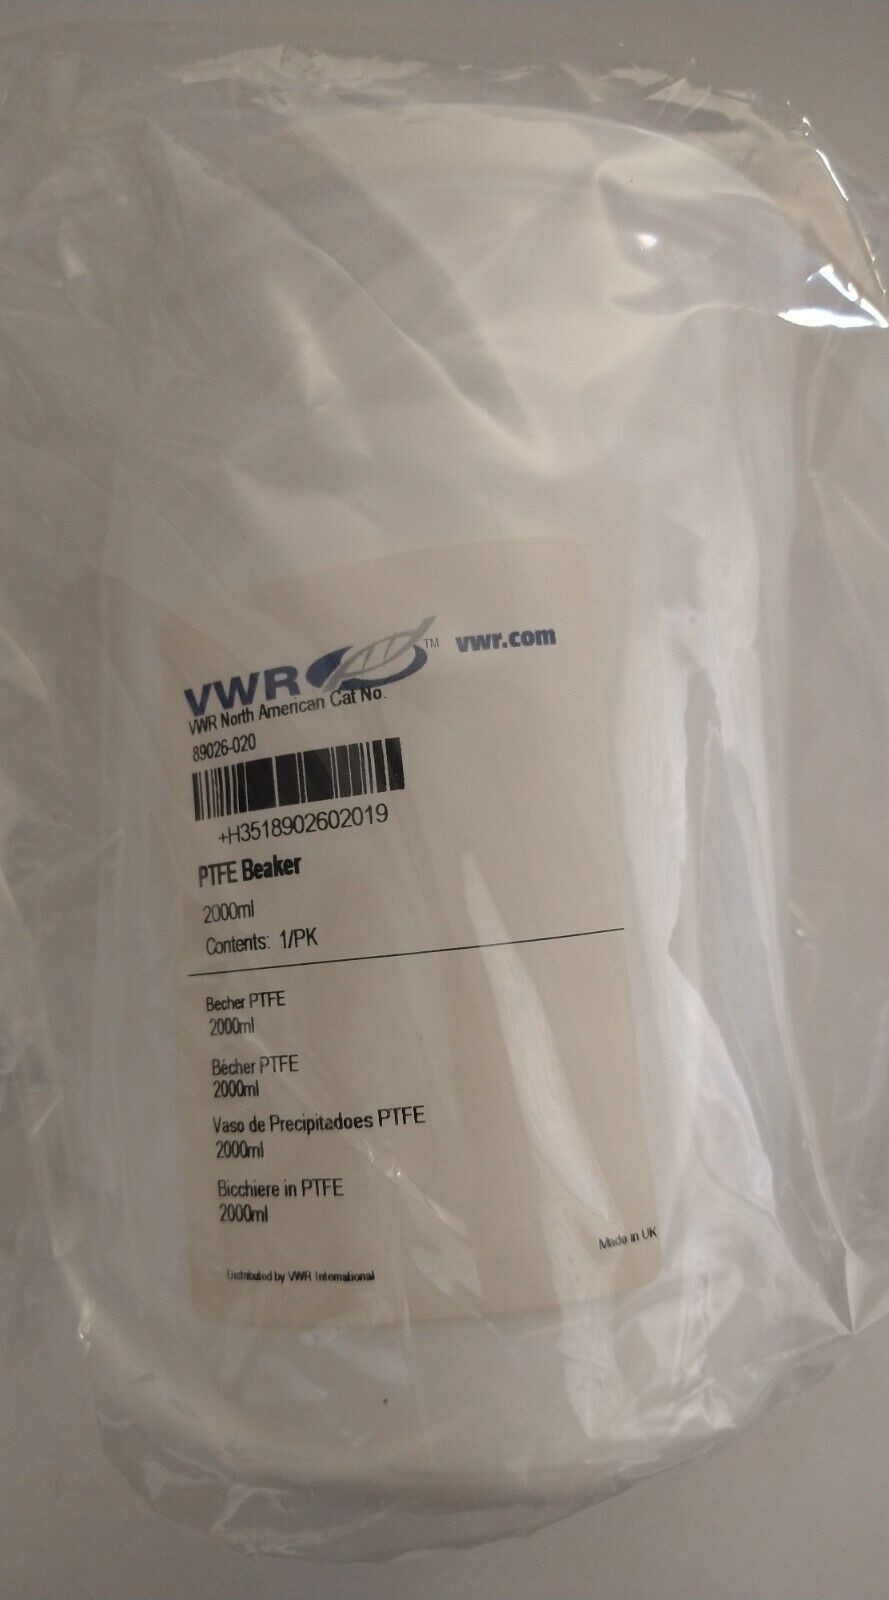 VWR™ vwr.com
VWR North American Cat No.
89026-020
+H3518902602019
PTFE Beaker
2000ml
Contents: 1/PK
Becher PTFE
2000ml
Bécher PTFE
2000ml
Vaso de Precipitadoes PTFE
2000ml
Bicchiere in PTFE
2000ml
Made in UK
Distributed by VWR International